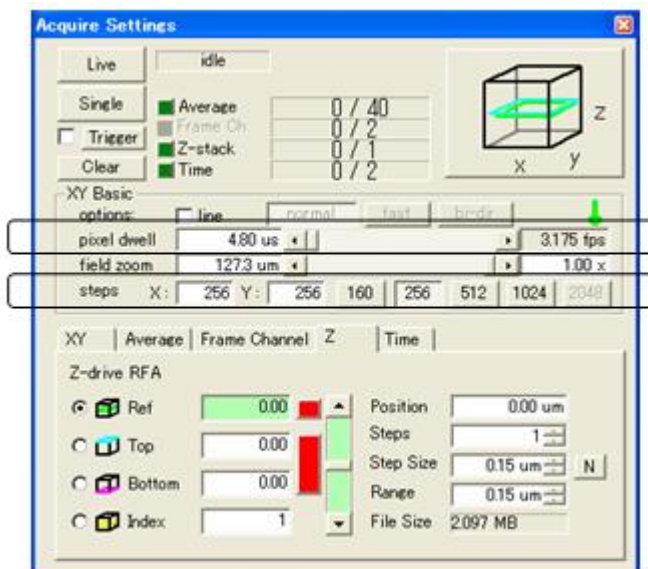 Acquire Settings
Live idle
Single Average 0 / 40
Trigger Frame Ch 0 / 2
Z-stack 0 / 1
Clear Time 0 / 2
z
x y
XY Basic
options: line normal fast br-dir
pixel dwell 4.80 us 3.175 fps
field zoom 127.3 um 1.00 x
steps X: 256 Y: 256 160 256 512 1024 2048
XY Average Frame Channel Z Time
Z-drive RFA
Ref 0.00 Position 0.00 um
Top 0.00 Steps 1
Step Size 0.15 um N
Bottom 0.00 Range 0.15 um
Index 1 File Size 2.097 MB